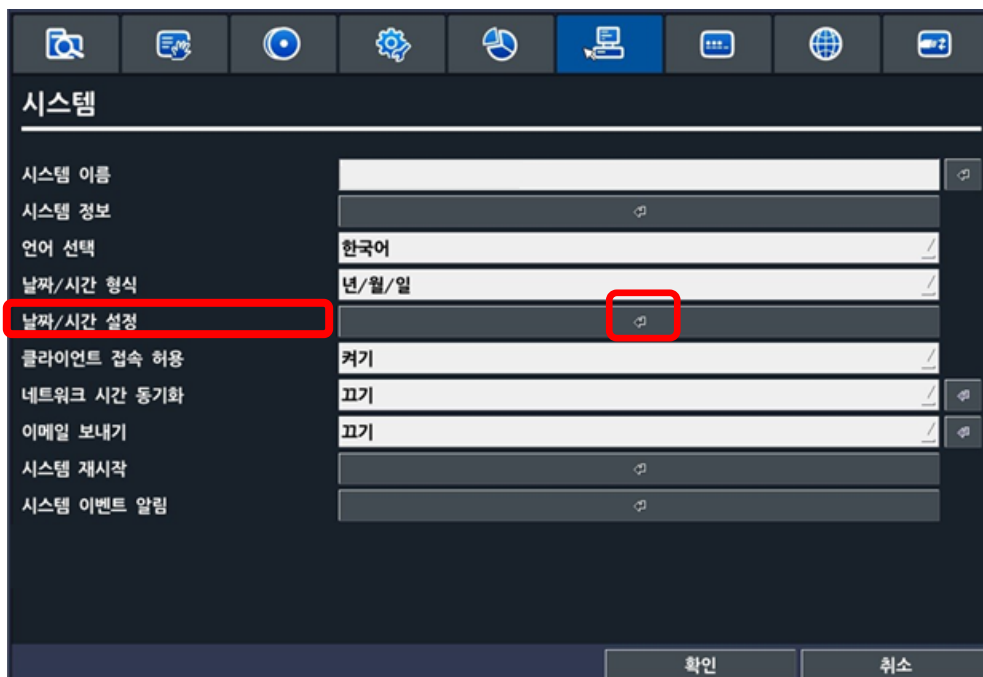 시스템
시스템 이름
시스템 정보
언어 선택 한국어
날짜/시간 형식 년/월/일
날짜/시간 설정
클라이언트 접속 허용 켜기
네트워크 시간 동기화 끄기
이메일 보내기 끄기
시스템 재시작
시스템 이벤트 알림
확인 취소